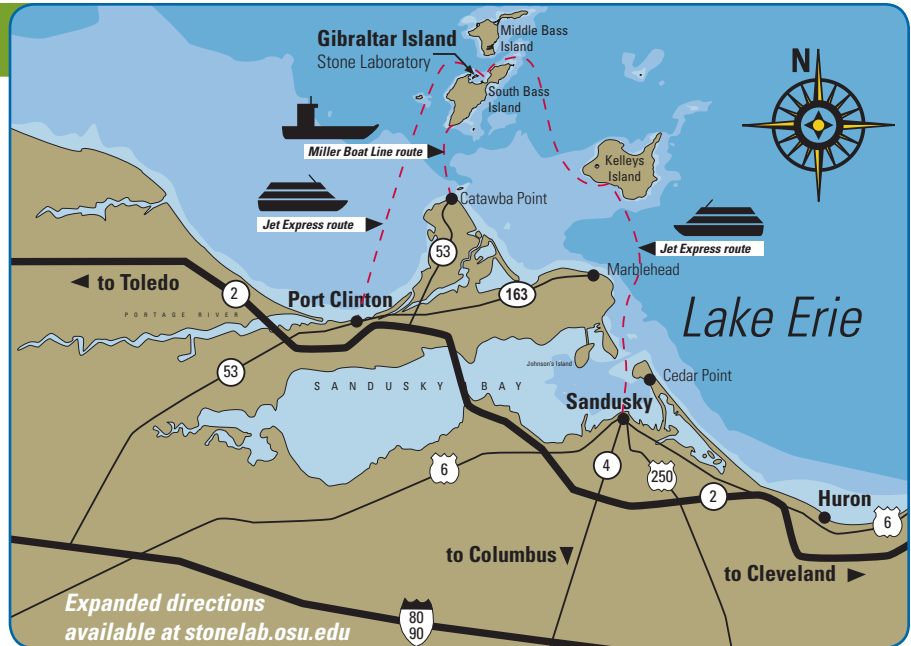 Middle Bass
Island
Gibraltar Island
Stone Laboratory
N
South Bass
Island
Miller Boat Line route
Kelleys
Island
Catawba Point
Jet Express route
Jet Express route
53
Marblehead
to Toledo
2
163
Port Clinton
PORTAGE RIVER
Lake Erie
Johnson's Island
53
SANDUSKY BAY
Cedar Point
Sandusky
6
4
250
2
Huron
6
to Columbus
to Cleveland
Expanded directions
available at stonelab.osu.edu
80
90